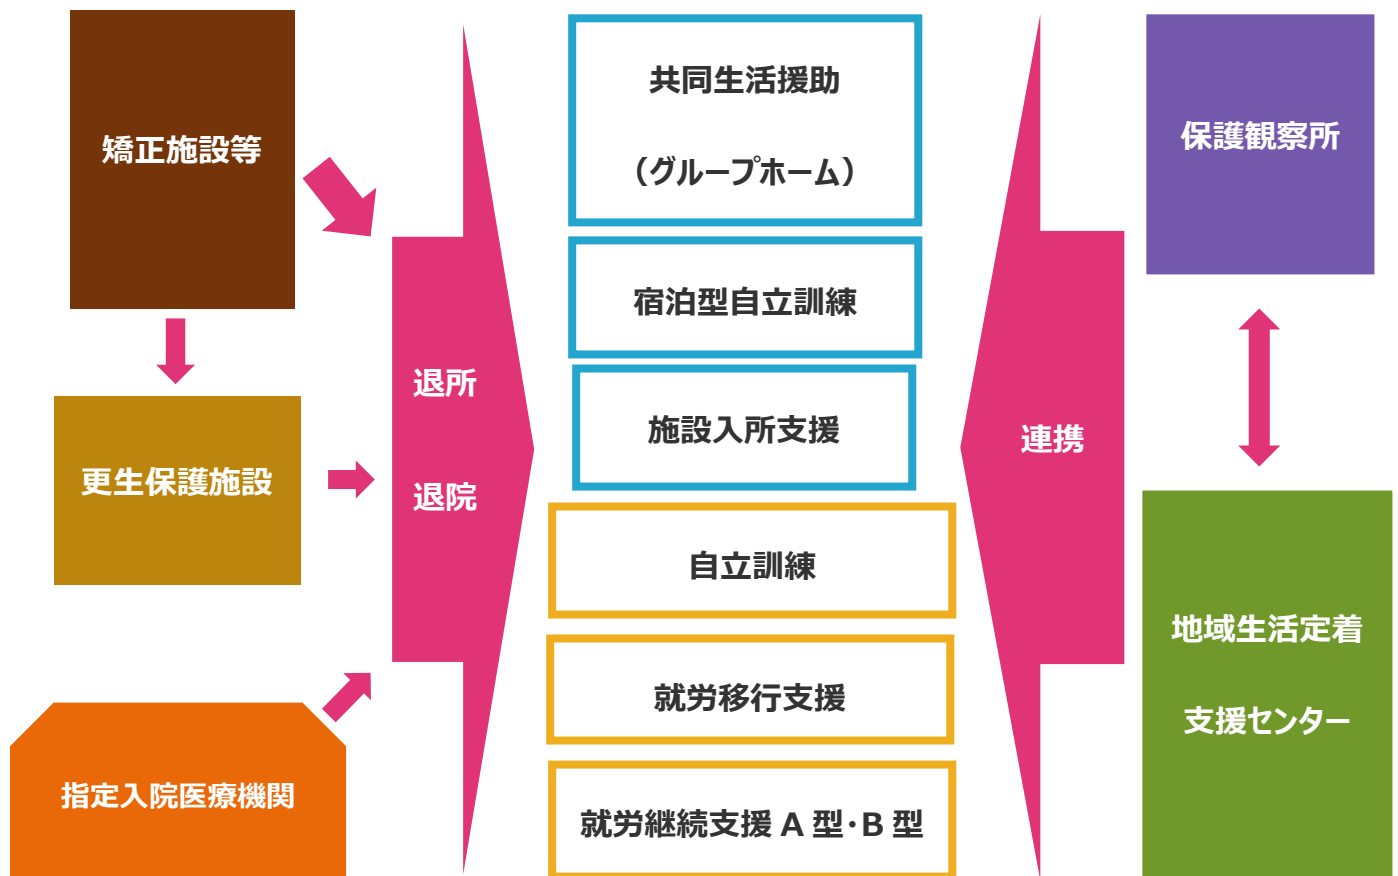 矯正施設等
更生保護施設
指定入院医療機関
退所
退院
共同生活援助
（グループホーム）
宿泊型自立訓練
施設入所支援
自立訓練
就労移行支援
就労継続支援 A 型・B 型
連携
保護観察所
地域生活定着
支援センター